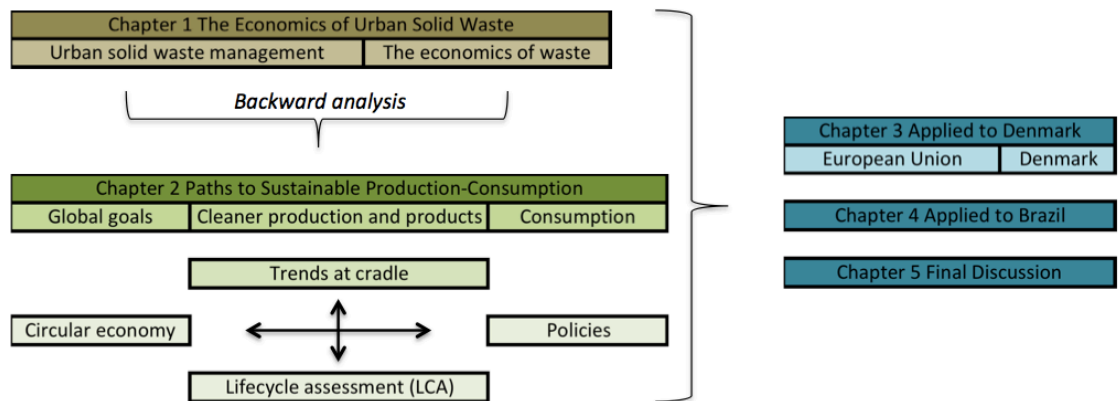 Chapter 1 The Economics of Urban Solid Waste
Urban solid waste management
The economics of waste
Backward analysis
Chapter 2 Paths to Sustainable Production-Consumption
Global goals
Cleaner production and products
Consumption
Trends at cradle
Circular economy
Policies
Lifecycle assessment (LCA)
Chapter 3 Applied to Denmark
European Union
Denmark
Chapter 4 Applied to Brazil
Chapter 5 Final Discussion